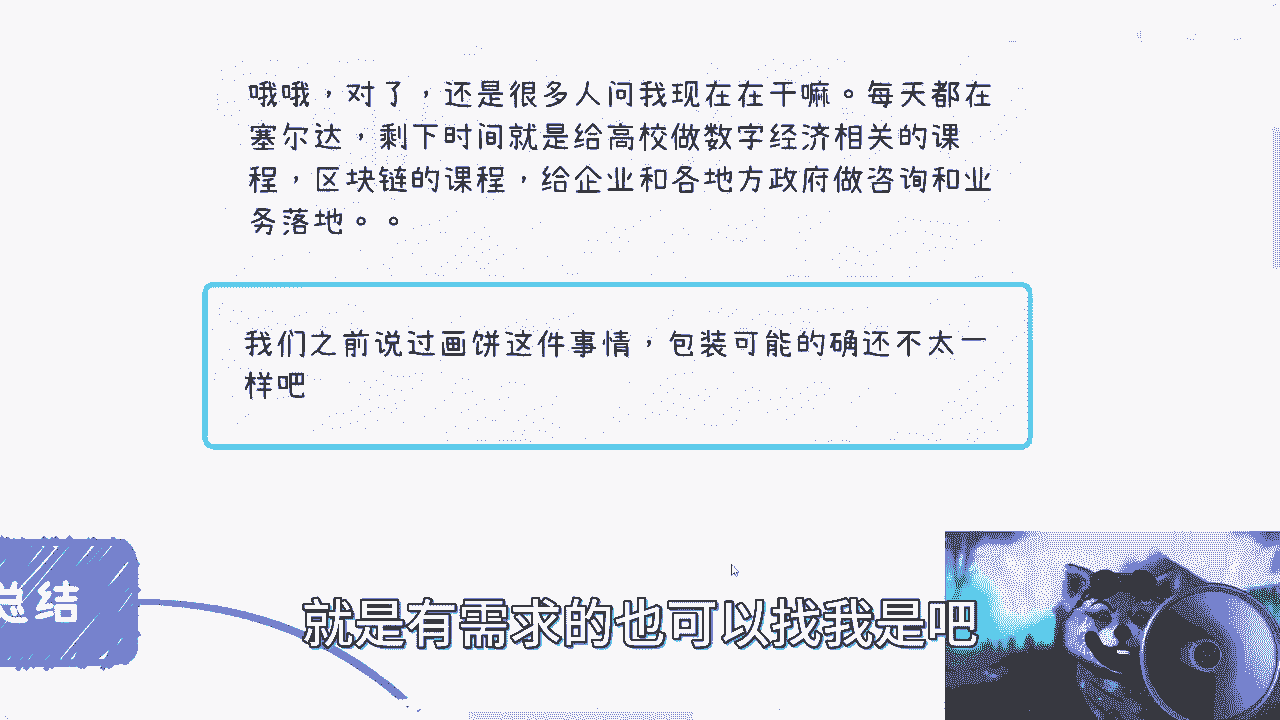 哦哦，对了，还是很多人问我现在在干嘛。每天都在
塞尔达，剩下时间就是给高校做数字经济相关的课
程，区块链的课程，给企业和各地方政府做咨询和业
务落地。。
我们之前说过画饼这件事情，包装可能的确还不太一
样吧
总结
就是有需求的也可以找我是吧